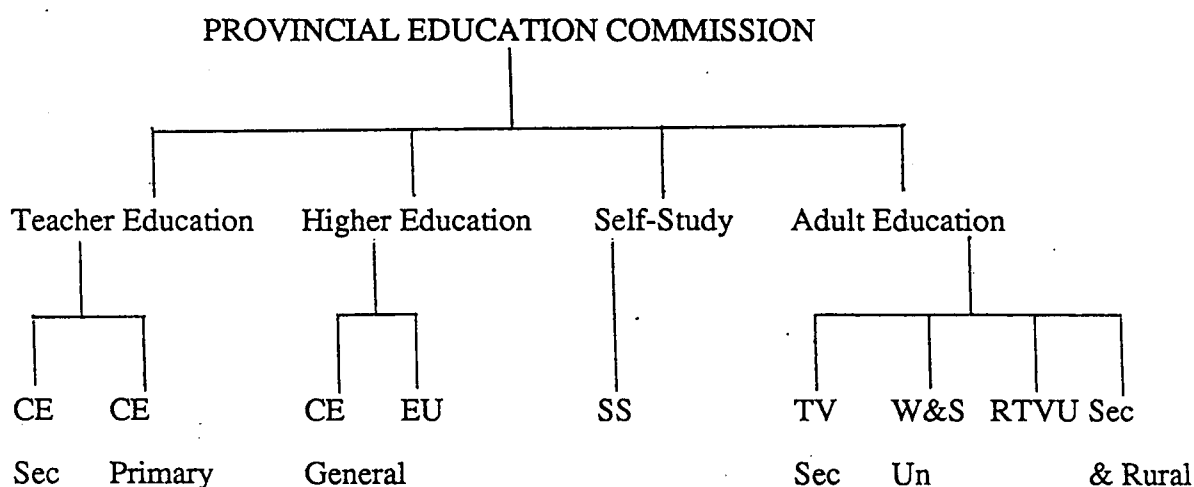 PROVINCIAL EDUCATION COMMISSION
Teacher Education Higher Education Self-Study Adult Education
CE CE CE EU SS TV W&S RTVU Sec
Sec Primary General Sec Un & Rural